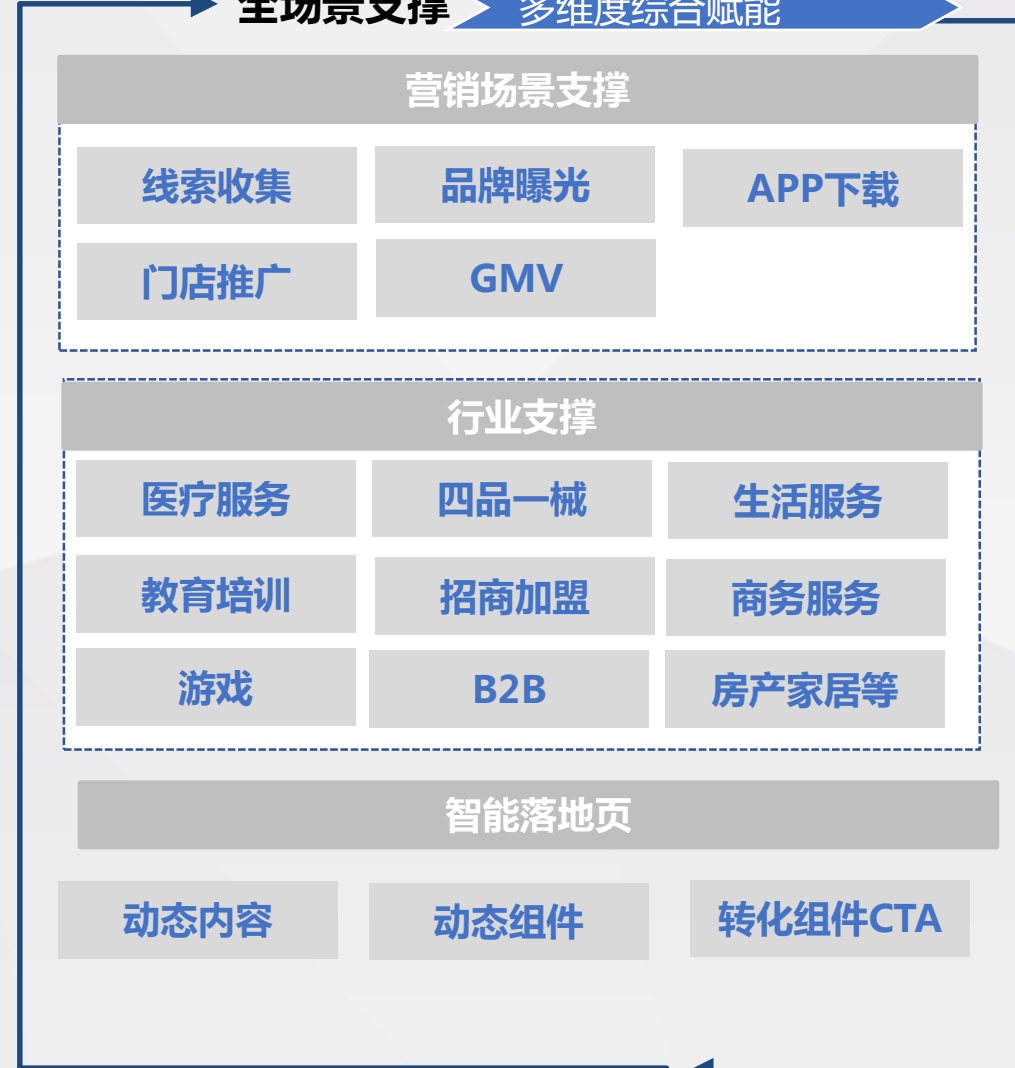 全场景支撑 多维度综合赋能
营销场景支撑
线索收集 品牌曝光 APP下载
门店推广 GMV
行业支撑
医疗服务 四品一械 生活服务
教育培训 招商加盟 商务服务
游戏 B2B 房产家居等
智能落地页
动态内容 动态组件 转化组件CTA